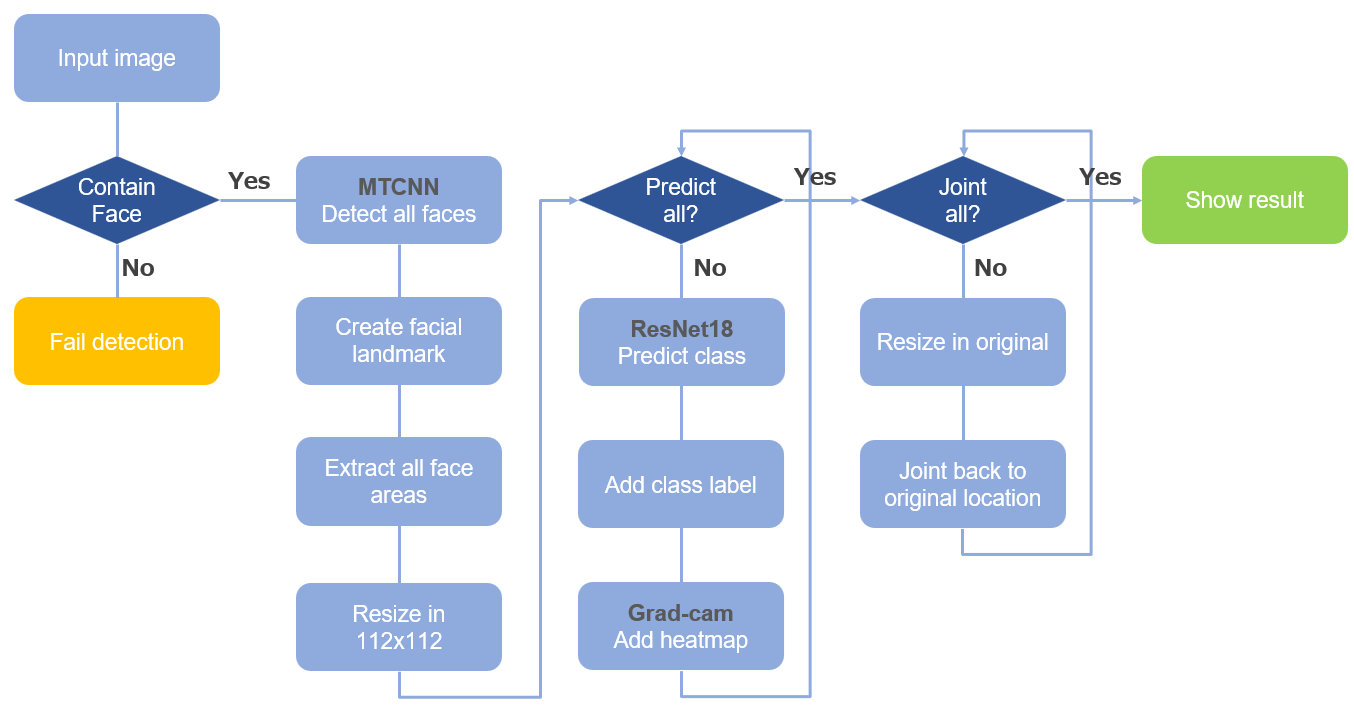 Input image
Contain
Face
Yes
No
Fail detection
MTCNN
Detect all faces
Create facial
landmark
Extract all face
areas
Resize in
112x112
Predict
all?
Yes
No
ResNet18
Predict class
Add class label
Grad-cam
Add heatmap
Joint
all?
Yes
No
Resize in original
Joint back to
original location
Show result